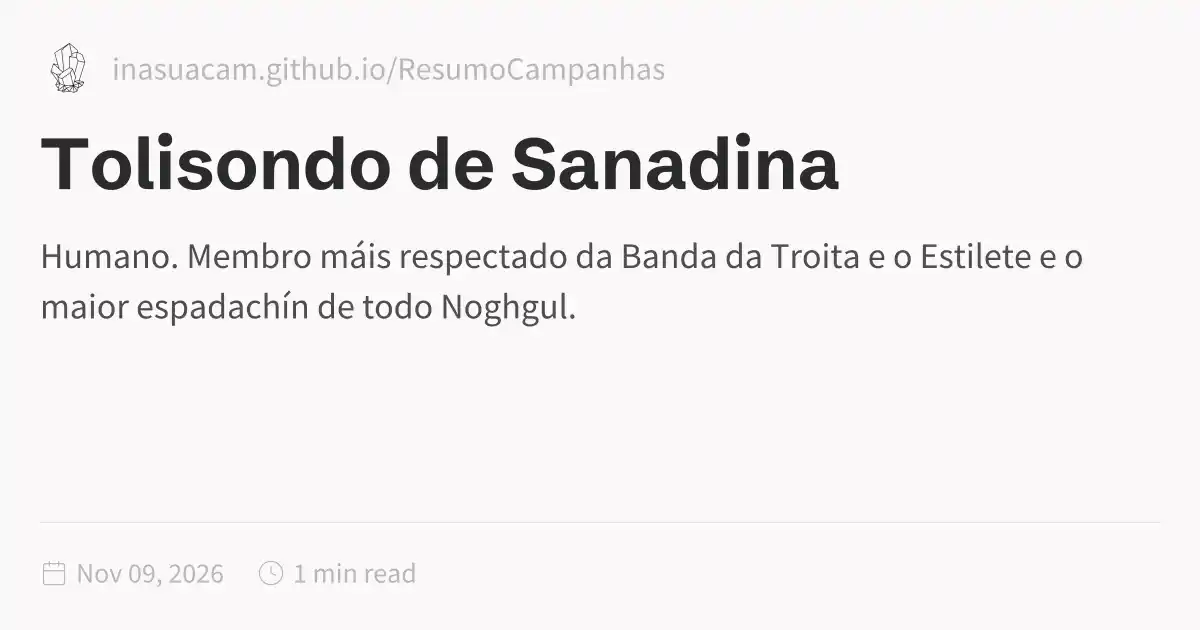 inasuacam.github.io/ResumoCampanhas
Tolisondo de Sanadina
Humano. Membro máis respectado da Banda da Troita e o Estilete e o
maior espadachín de todo Noghgul.
Nov 09, 2026 1 min read